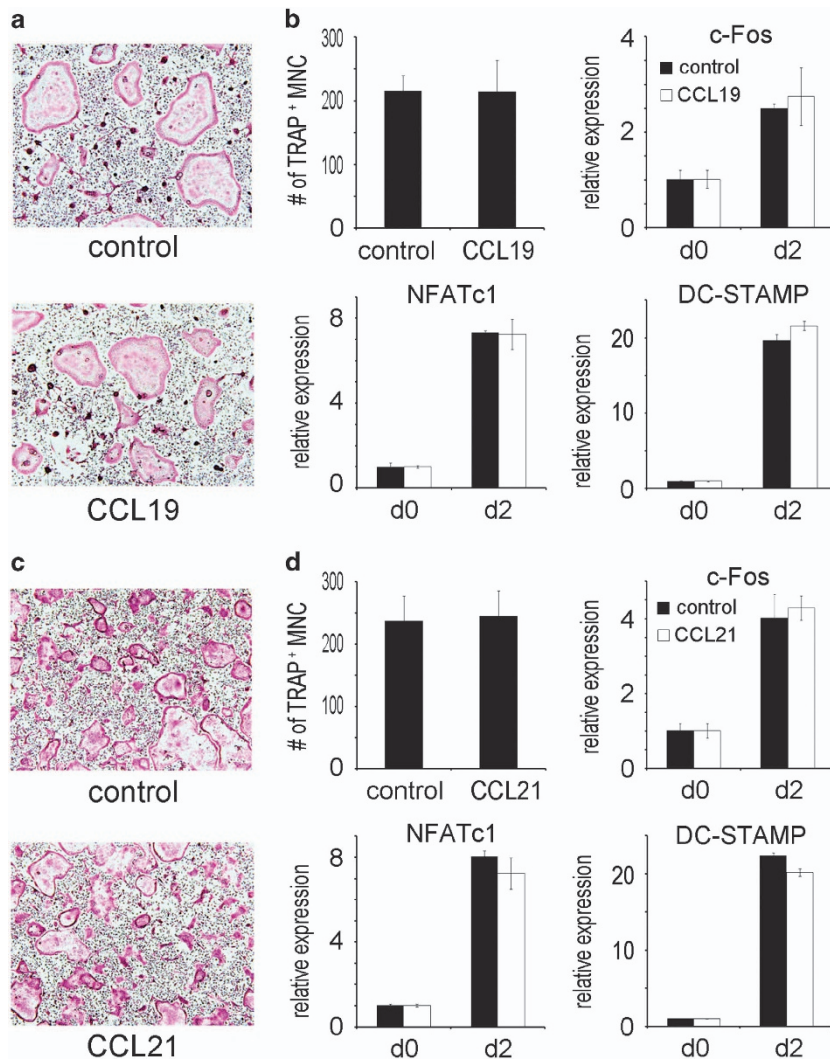 a
control
CCL19
b
# of TRAP+ MNC
300
200
100
0
control CCL19
c-Fos
control
CCL19
relative expression
4
2
0
d0 d2
NFATc1
relative expression
8
4
0
d0 d2
DC-STAMP
relative expression
20
10
0
d0 d2
c
control
CCL21
d
# of TRAP+ MNC
300
200
100
0
control CCL21
c-Fos
control
CCL21
relative expression
4
2
0
d0 d2
NFATc1
relative expression
8
4
0
d0 d2
DC-STAMP
relative expression
20
10
0
d0 d2